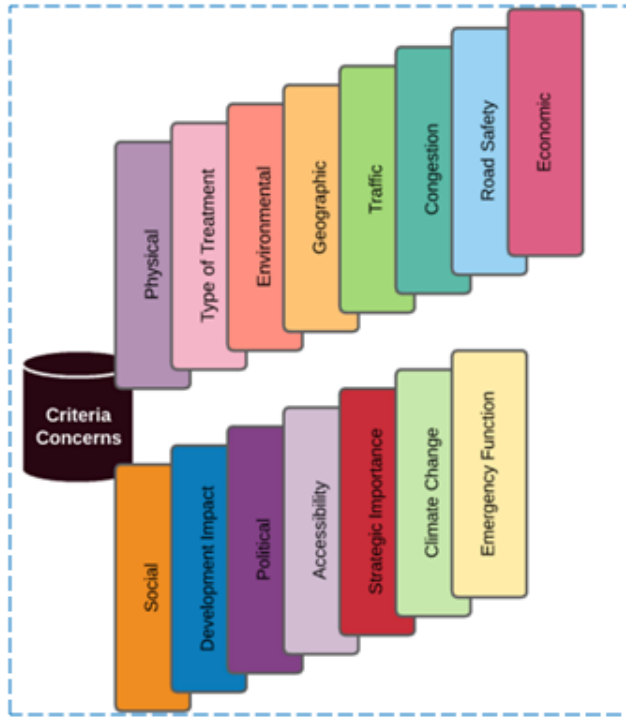 Physical
Type of Treatment
Environmental
Geographic
Traffic
Congestion
Road Safety
Economic
Criteria
Concerns
Social
Development Impact
Political
Accessibility
Strategic Importance
Climate Change
Emergency Function